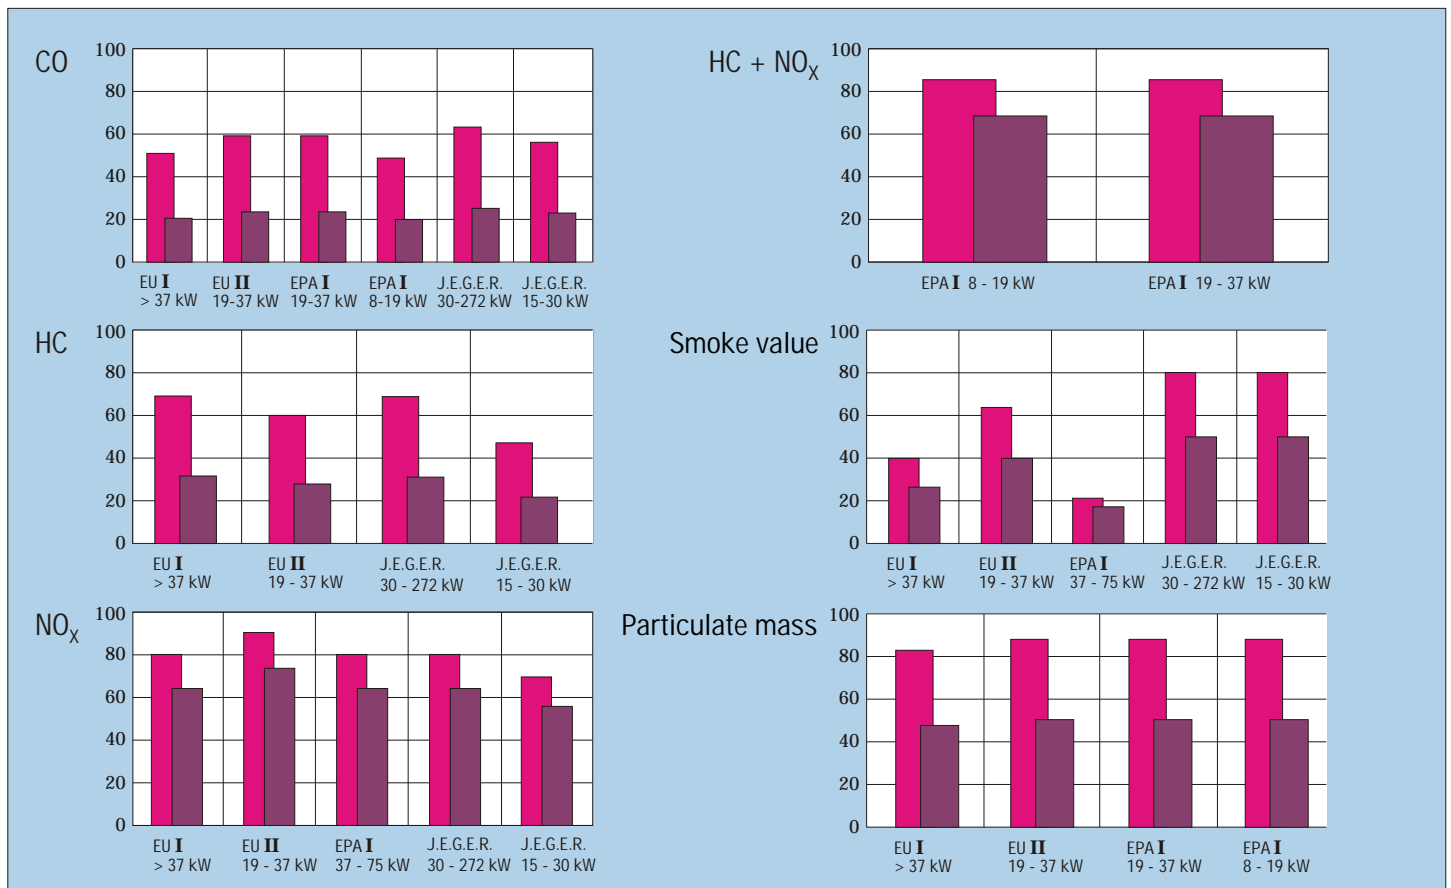 CO
100
80
60
40
20
0
EU I
> 37 kW
EU II
19-37 kW
EPA I
19-37 kW
EPA I
8-19 kW
J.E.G.E.R.
30-272 kW
J.E.G.E.R.
15-30 kW
HC + NOX
100
80
60
40
20
0
EPA I 8 - 19 kW
EPA I 19 - 37 kW
HC
100
80
60
40
20
0
EU I
> 37 kW
EU II
19 - 37 kW
J.E.G.E.R.
30 - 272 kW
J.E.G.E.R.
15 - 30 kW
Smoke value
100
80
60
40
20
0
EU I
> 37 kW
EU II
19 - 37 kW
EPA I
37 - 75 kW
J.E.G.E.R.
30 - 272 kW
J.E.G.E.R.
15 - 30 kW
NOX
100
80
60
40
20
0
EU I
> 37 kW
EU II
19 - 37 kW
EPA I
37 - 75 kW
J.E.G.E.R.
30 - 272 kW
J.E.G.E.R.
15 - 30 kW
Particulate mass
100
80
60
40
20
0
EU I
> 37 kW
EU II
19 - 37 kW
EPA I
19 - 37 kW
EPA I
8 - 19 kW